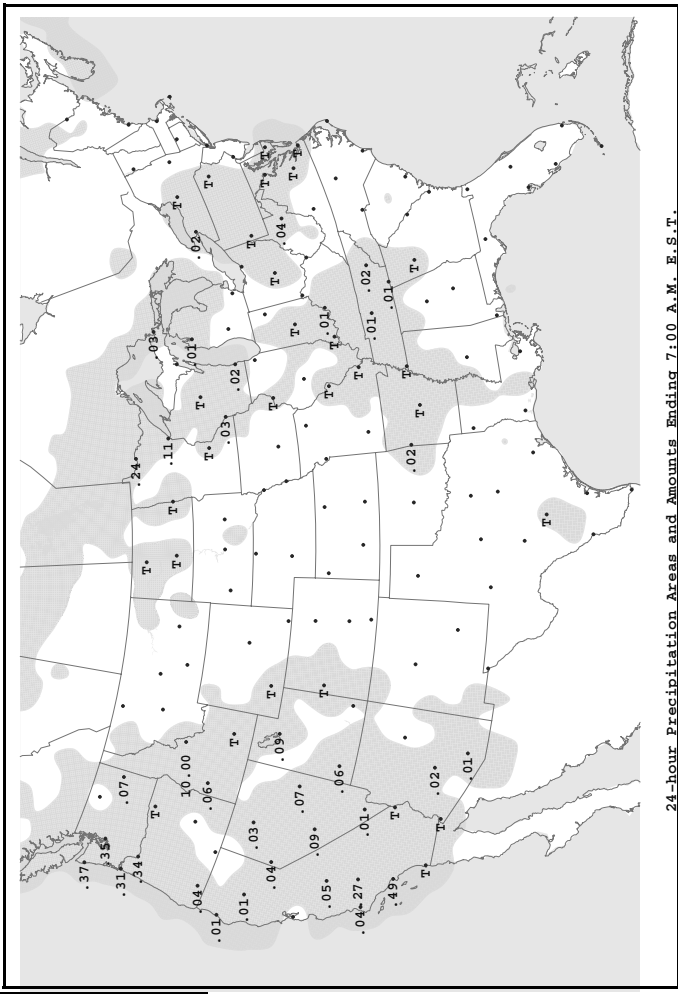 .37
.35
.31
.07
.34
.24
T
T
.03
.11
T
T
T
10.00
.01
.04
T
.02
.06
T
T
.01
.03
T
.02
.01
.03
T
T
T
.04
T
T
.09
T
.04
T
T
T
.07
.09
.05
T
T
.01
T
.06
.27
T
.04
.01
.02
.01
.01
.49
T
T
.02
T
T
T
.02
T
.01
T
24-hour Precipitation Areas and Amounts Ending 7:00 A.M. E.S.T.